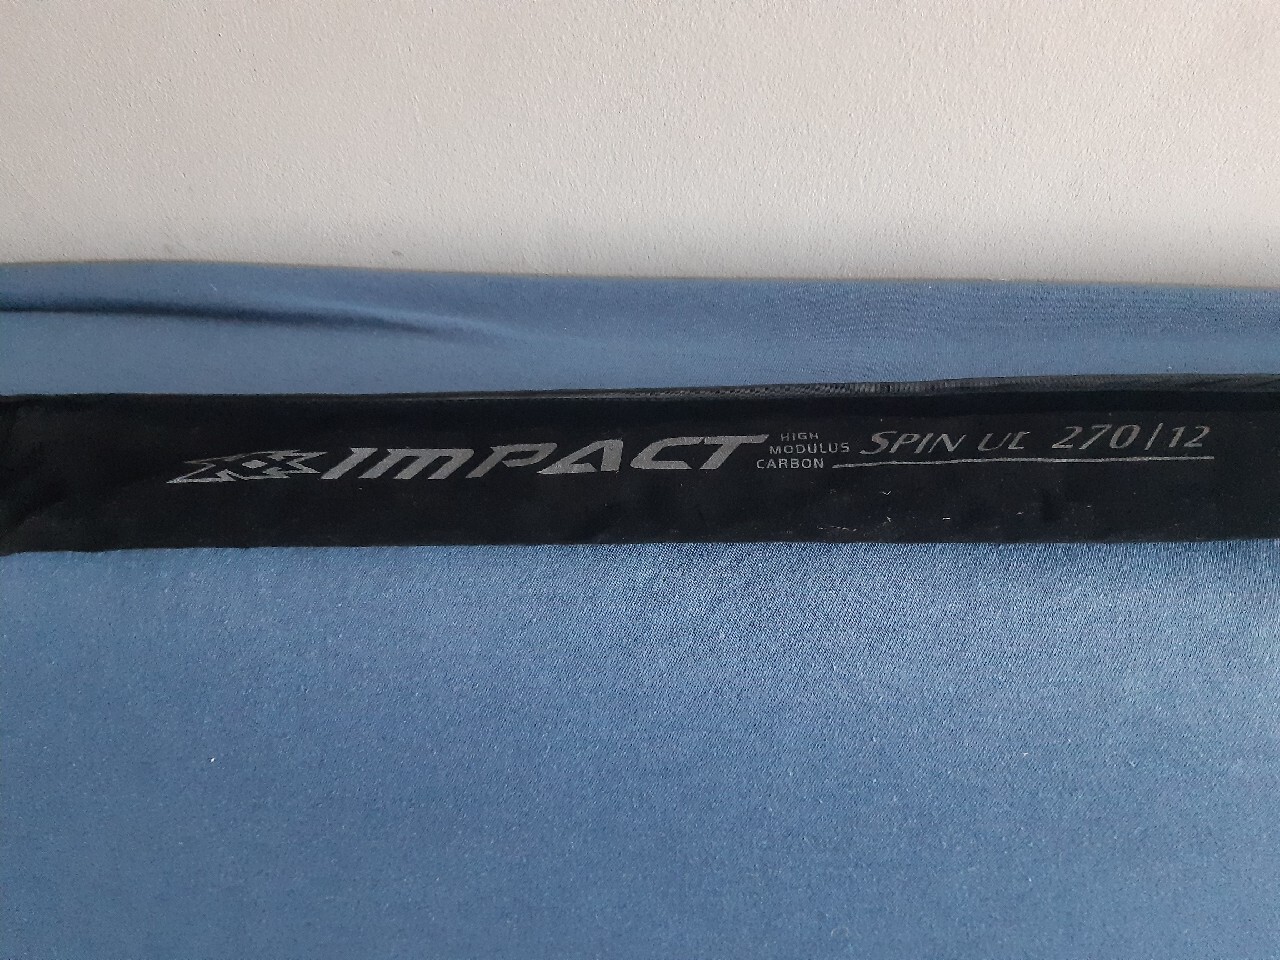 IMPACT
HIGH
MODULUS
CARBON
SPIN UL 270/12